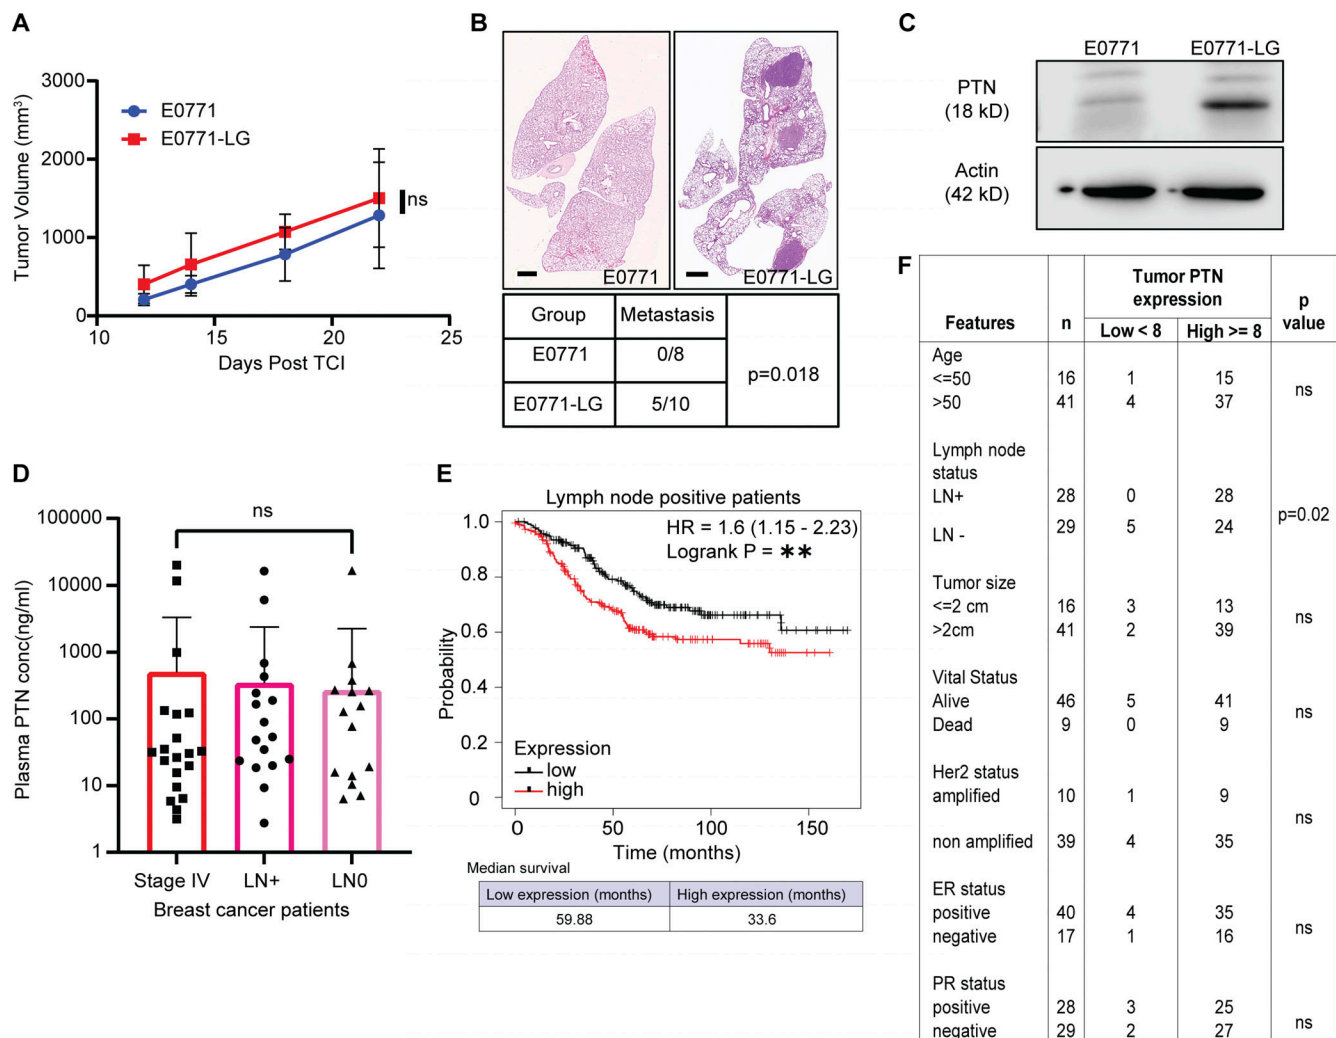 A
Tumor Volume (mm³)
3000
2000
1000
0
10 15 20 25
Days Post TCI
E0771
E0771-LG
ns
B
E0771 E0771-LG
Group Metastasis
E0771 0/8
E0771-LG 5/10
p=0.018
C
E0771 E0771-LG
PTN
(18 kD)
Actin
(42 kD)
D
Plasma PTN conc(ng/ml)
100000
10000
1000
100
10
1
ns
Stage IV LN+ LN0
Breast cancer patients
E
Lymph node positive patients
HR = 1.6 (1.15 - 2.23)
Logrank P = ✱✱
Probability
1.0
0.8
0.6
0.4
0.2
0
Expression
low
high
0 50 100 150
Time (months)
Median survival
Low expression (months) High expression (months)
59.88 33.6
F
Features n Tumor PTN expression p value
Low < 8 High >= 8
Age
<=50 16 1 15
>50 41 4 37
ns
Lymph node
status
LN+ 28 0 28
LN - 29 5 24
p=0.02
Tumor size
<=2 cm 16 3 13
>2cm 41 2 39
ns
Vital Status
Alive 46 5 41
Dead 9 0 9
ns
Her2 status
amplified 10 1 9
non amplified 39 4 35
ns
ER status
positive 40 4 35
negative 17 1 16
ns
PR status
positive 28 3 25
negative 29 2 27
ns